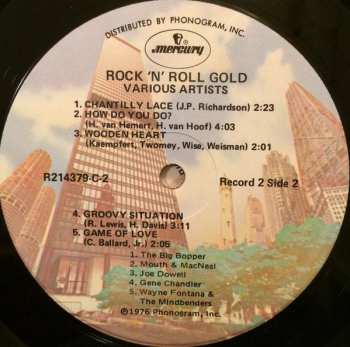 DISTRIBUTED BY PHONOGRAM, INC.
mercury
ROCK 'N' ROLL GOLD
VARIOUS ARTISTS
1. CHANTILLY LACE (J.P. Richardson) 2:23
2. HOW DO YOU DO?
(H. van Hemert, H. van Hoof) 4:03
3. WOODEN HEART
(Kaempfert, Twomey, Wise, Weisman) 2:01
R214379-C-2
Record 2 Side 2
4. GROOVY SITUATION
(R. Lewis, H. Davis) 3:11
5. GAME OF LOVE
(C. Ballard, Jr.) 2:06
1. The Big Bopper
2. Mouth & MacNeal
3. Joe Dowell
4. Gene Chandler
5. Wayne Fontana &
The Mindbenders
©1976 Phonogram, Inc.